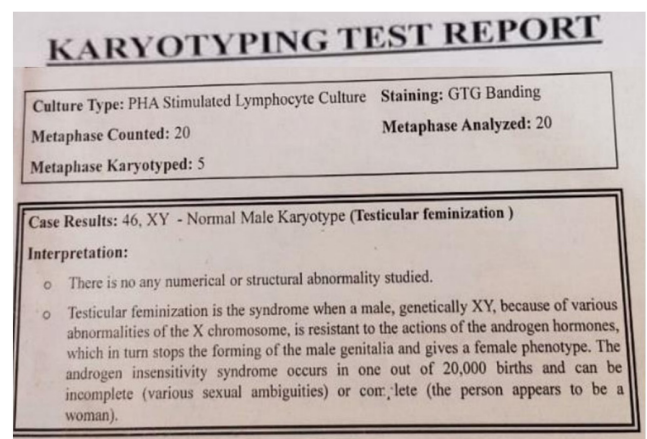 KARYOTYPING TEST REPORT
Culture Type: PHA Stimulated Lymphocyte Culture Staining: GTG Banding
Metaphase Counted: 20 Metaphase Analyzed: 20
Metaphase Karyotyped: 5
Case Results: 46, XY - Normal Male Karyotype (Testicular feminization )
Interpretation:
o There is no any numerical or structural abnormality studied.
o Testicular feminization is the syndrome when a male, genetically XY, because of various
abnormalities of the X chromosome, is resistant to the actions of the androgen hormones,
which in turn stops the forming of the male genitalia and gives a female phenotype. The
androgen insensitivity syndrome occurs in one out of 20,000 births and can be
incomplete (various sexual ambiguities) or complete (the person appears to be a
woman).